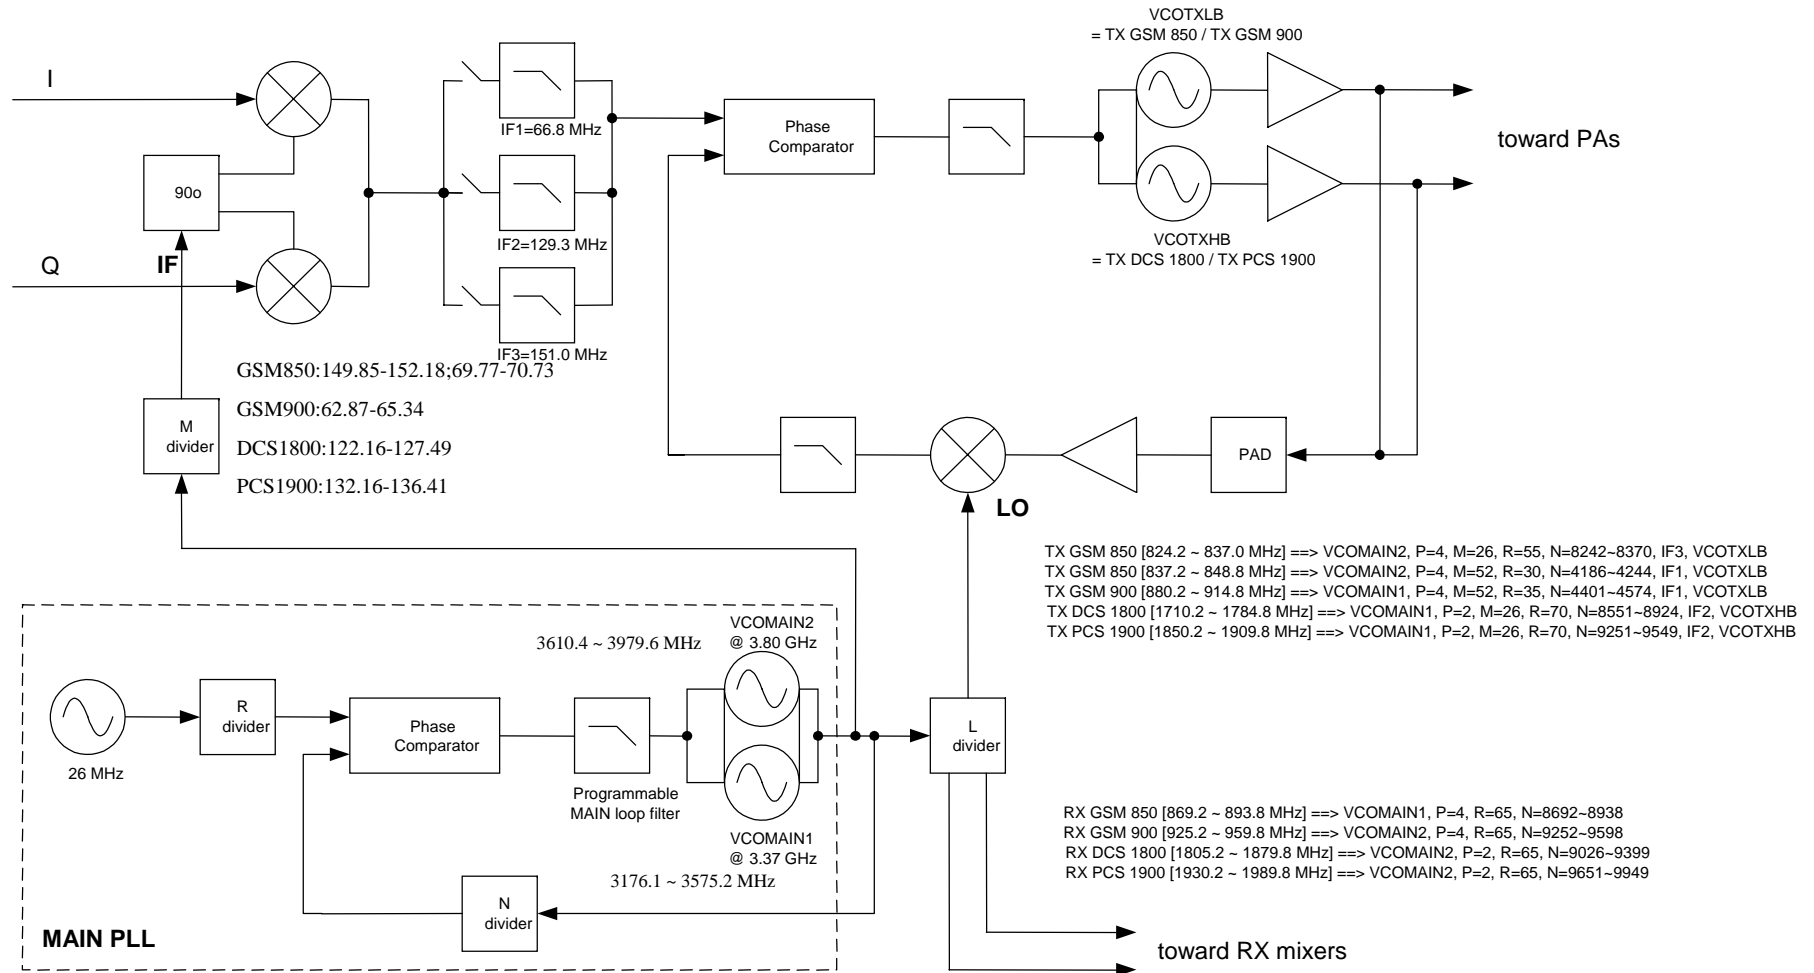 VCOTXLB
= TX GSM 850 / TX GSM 900
I
IF1=66.8 MHz
Phase
Comparator
toward PAs
90o
IF2=129.3 MHz
VCOTXHB
= TX DCS 1800 / TX PCS 1900
Q
IF
IF3=151.0 MHz
GSM850:149.85-152.18;69.77-70.73
GSM900:62.87-65.34
DCS1800:122.16-127.49
PCS1900:132.16-136.41
M
divider
PAD
LO
TX GSM 850 [824.2 ~ 837.0 MHz] ==> VCOMAIN2, P=4, M=26, R=55, N=8242~8370, IF3, VCOTXLB
TX GSM 850 [837.2 ~ 848.8 MHz] ==> VCOMAIN2, P=4, M=52, R=30, N=4186~4244, IF1, VCOTXLB
TX GSM 900 [880.2 ~ 914.8 MHz] ==> VCOMAIN1, P=4, M=52, R=35, N=4401~4574, IF1, VCOTXLB
TX DCS 1800 [1710.2 ~ 1784.8 MHz] ==> VCOMAIN1, P=2, M=26, R=70, N=8551~8924, IF2, VCOTXHB
TX PCS 1900 [1850.2 ~ 1909.8 MHz] ==> VCOMAIN1, P=2, M=26, R=70, N=9251~9549, IF2, VCOTXHB
3610.4 ~ 3979.6 MHz
VCOMAIN2
@ 3.80 GHz
R
divider
Phase
Comparator
L
divider
26 MHz
Programmable
MAIN loop filter
VCOMAIN1
@ 3.37 GHz
3176.1 ~ 3575.2 MHz
RX GSM 850 [869.2 ~ 893.8 MHz] ==> VCOMAIN1, P=4, R=65, N=8692~8938
RX GSM 900 [925.2 ~ 959.8 MHz] ==> VCOMAIN2, P=4, R=65, N=9252~9598
RX DCS 1800 [1805.2 ~ 1879.8 MHz] ==> VCOMAIN2, P=2, R=65, N=9026~9399
RX PCS 1900 [1930.2 ~ 1989.8 MHz] ==> VCOMAIN2, P=2, R=65, N=9651~9949
N
divider
MAIN PLL
toward RX mixers